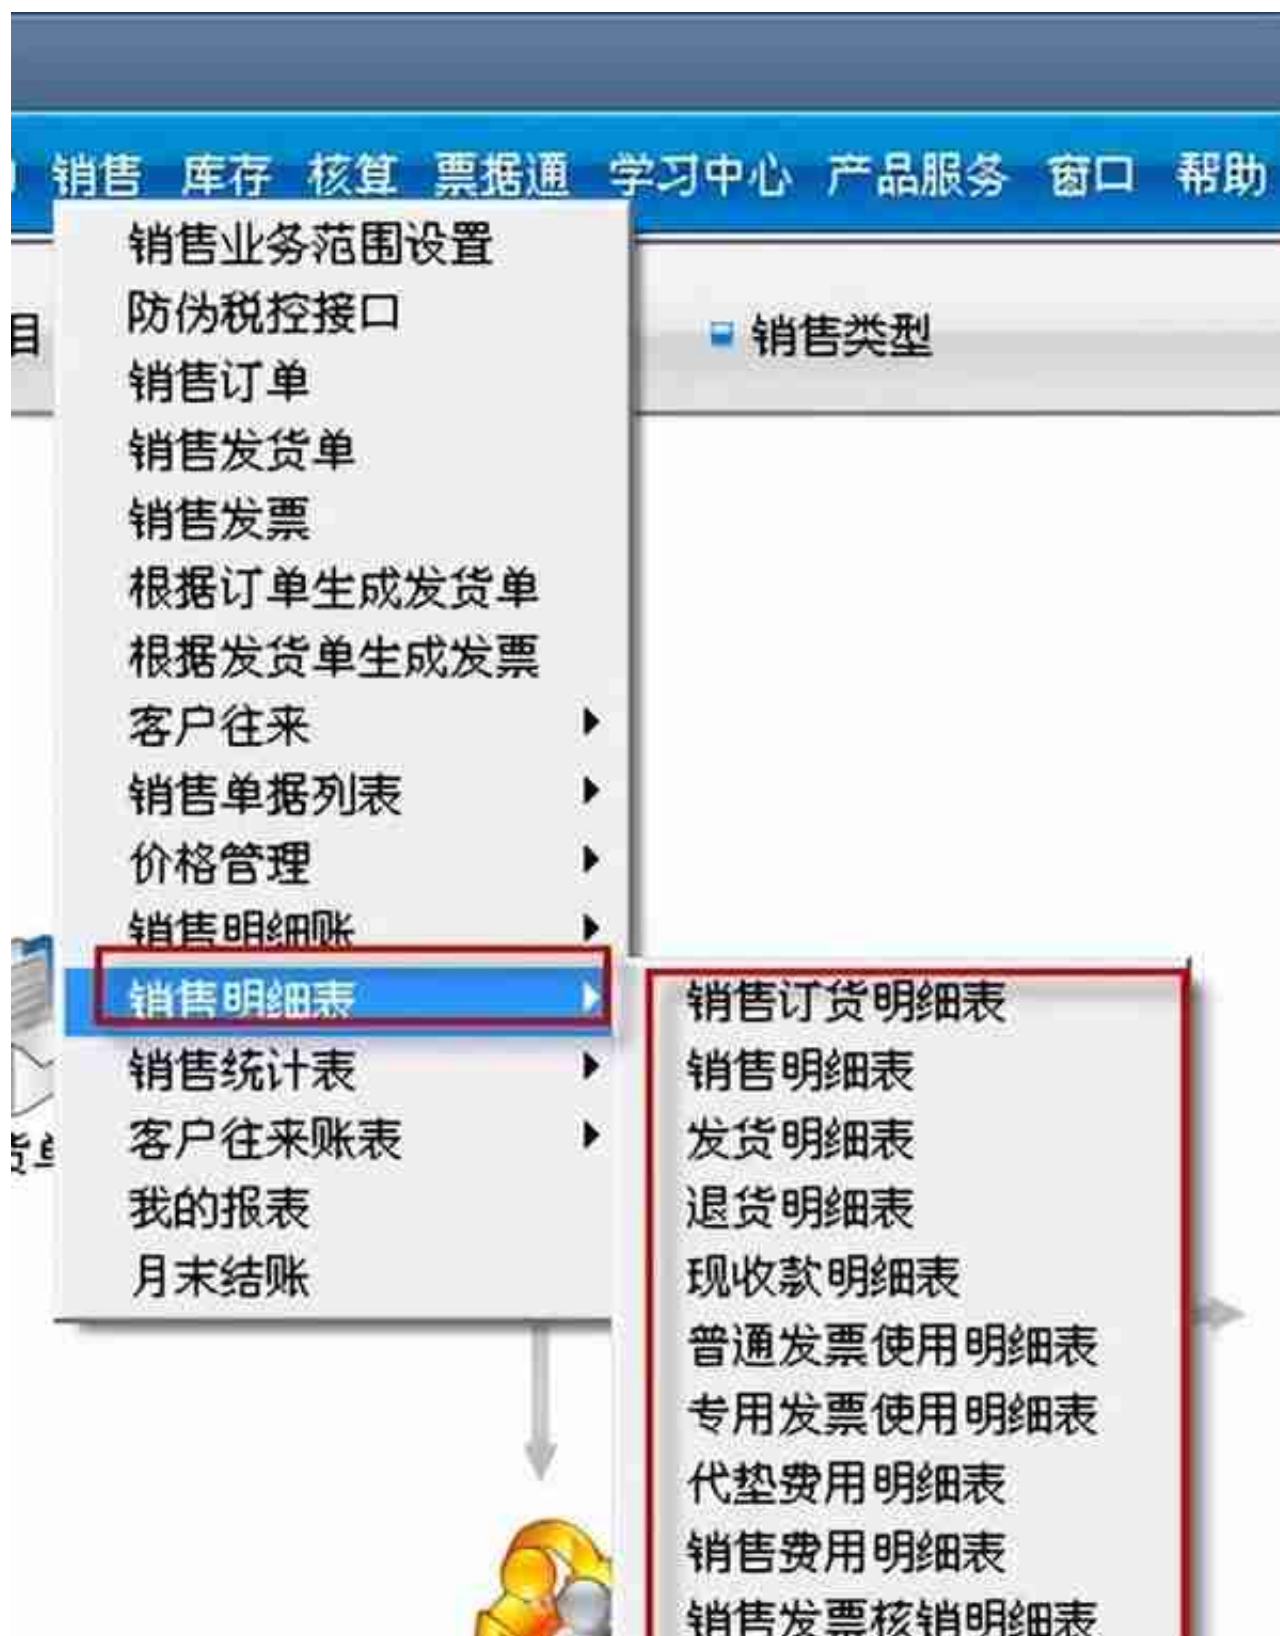 销售 库存 核算 票据通 学习中心 产品服务 窗口 帮助
目
销售类型
销售业务范围设置
防伪税控接口
销售订单
销售发货单
销售发票
根据订单生成发货单
根据发货单生成发票
客户往来
销售单据列表
价格管理
销售明细账
销售明细表
销售统计表
客户往来账表
我的报表
月末结账
货单
销售订货明细表
销售明细表
发货明细表
退货明细表
现收款明细表
普通发票使用明细表
专用发票使用明细表
代垫费用明细表
销售费用明细表
销售发票核销明细表